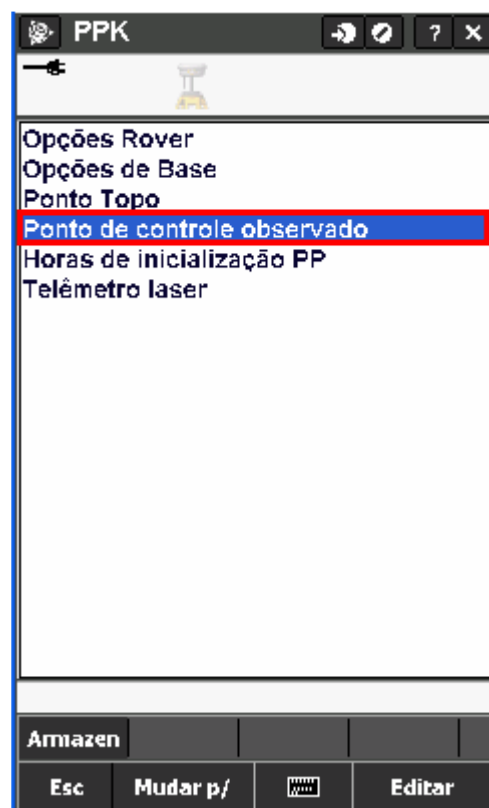 PPK
? X
Opções Rover
Opções de Base
Ponto Topo
Ponto de controle observado
Horas de inicialização PP
Telêmetro laser
Armazen
Esc Mudar p/ Editar